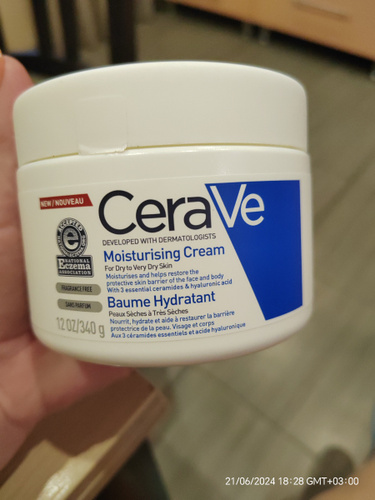 NEW/NOUVEAU
CeraVe
DEVELOPED WITH DERMATOLOGISTS
ACCEPTED
e
NATIONAL
Eczema
ASSOCIATION
Moisturising Cream
For Dry to Very Dry Skin
Moisturises and helps restore the
protective skin barrier of the face and body
With 3 essential ceramides & hyaluronic acid
FRAGRANCE FREE
SANS PARFUM
Baume Hydratant
Peaux Sèches à Très Sèches
Nourrit, hydrate et aide à restaurer la barrière
protectrice de la peau. Visage et corps
Aux 3 céramides essentiels et acide hyaluronique
12 OZ/340 g
21/06/2024 18:28 GMT+03:00